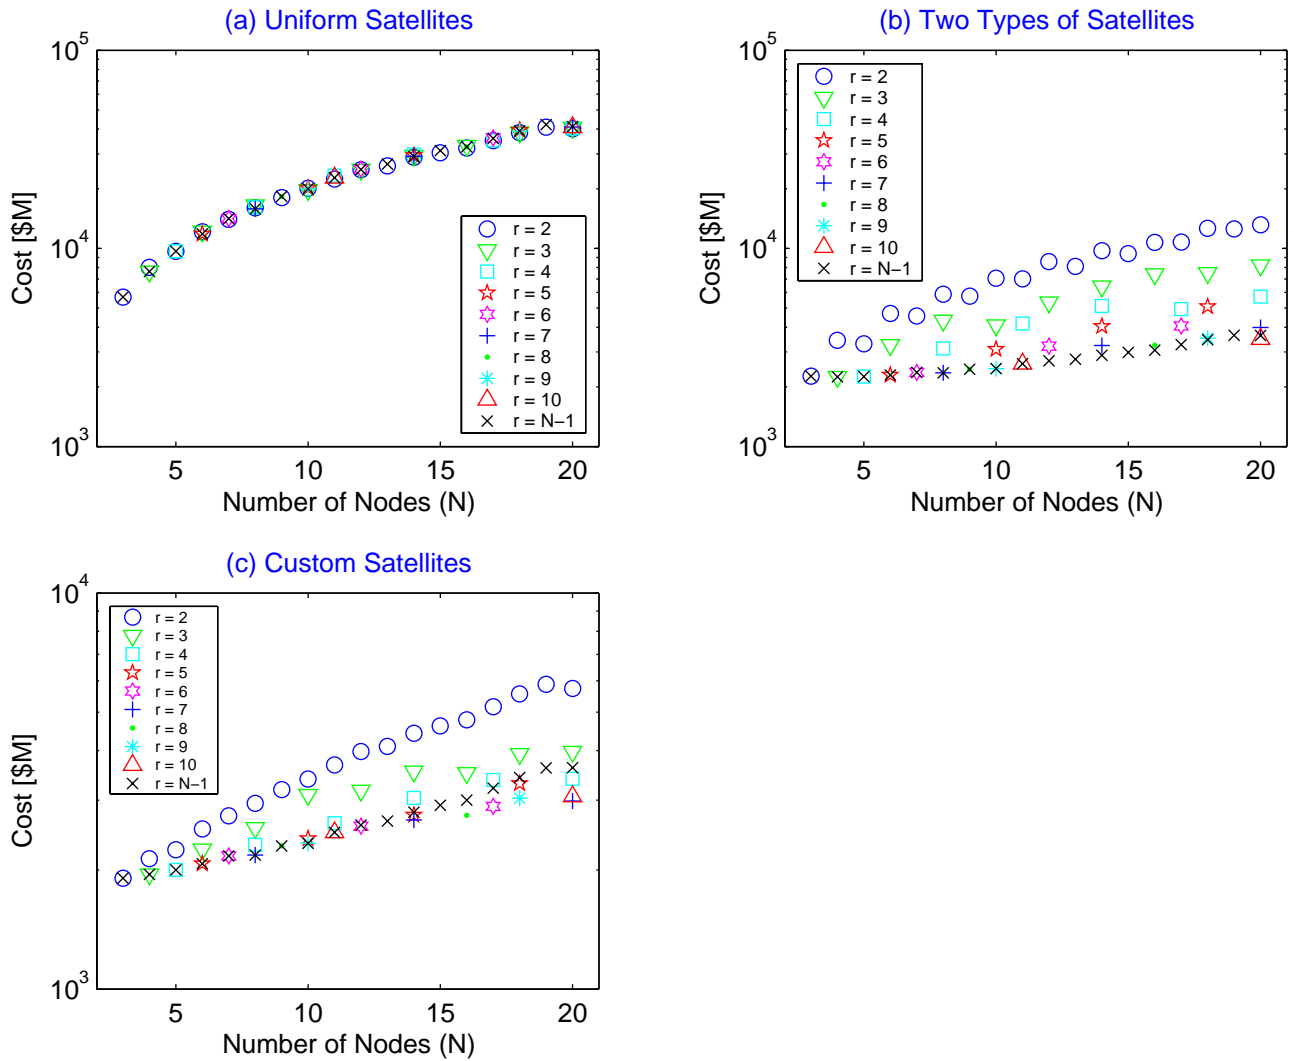 (a) Uniform Satellites
10^5
10^4
10^3
Cost [$M]
r = 2
r = 3
r = 4
r = 5
r = 6
r = 7
r = 8
r = 9
r = 10
r = N−1
5
10
15
20
Number of Nodes (N)
(b) Two Types of Satellites
10^5
10^4
10^3
Cost [$M]
r = 2
r = 3
r = 4
r = 5
r = 6
r = 7
r = 8
r = 9
r = 10
r = N−1
5
10
15
20
Number of Nodes (N)
(c) Custom Satellites
10^4
10^3
Cost [$M]
r = 2
r = 3
r = 4
r = 5
r = 6
r = 7
r = 8
r = 9
r = 10
r = N−1
5
10
15
20
Number of Nodes (N)